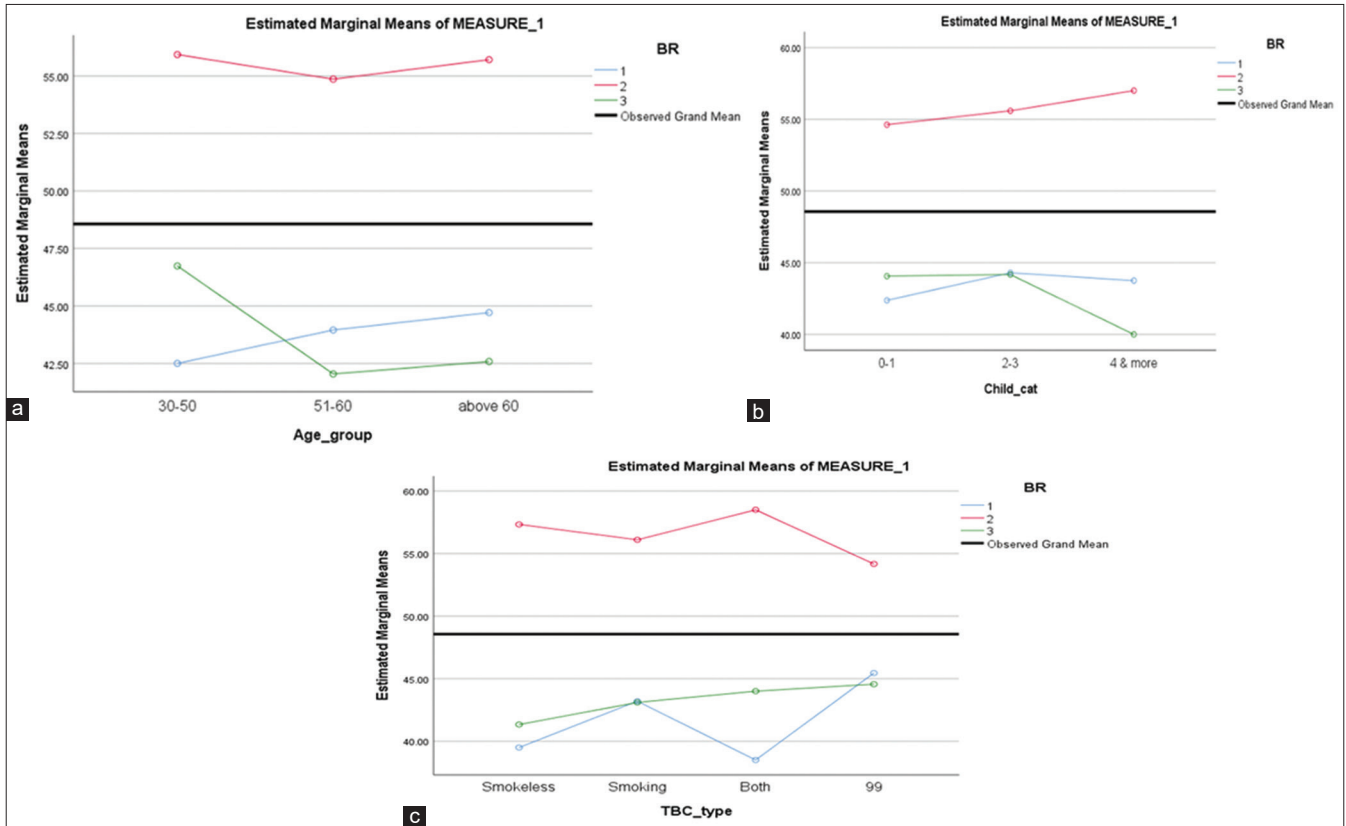 Estimated Marginal Means of MEASURE_1
BR
1
2
3
Observed Grand Mean
Estimated Marginal Means
55.00
52.50
50.00
47.50
45.00
42.50
30-50
51-60
above 60
Age_group
a
Estimated Marginal Means of MEASURE_1
BR
1
2
3
Observed Grand Mean
Estimated Marginal Means
60.00
55.00
50.00
45.00
40.00
0-1
2-3
4 & more
Child_cat
b
Estimated Marginal Means of MEASURE_1
BR
1
2
3
Observed Grand Mean
Estimated Marginal Means
60.00
55.00
50.00
45.00
40.00
Smokeless
Smoking
Both
99
TBC_type
c